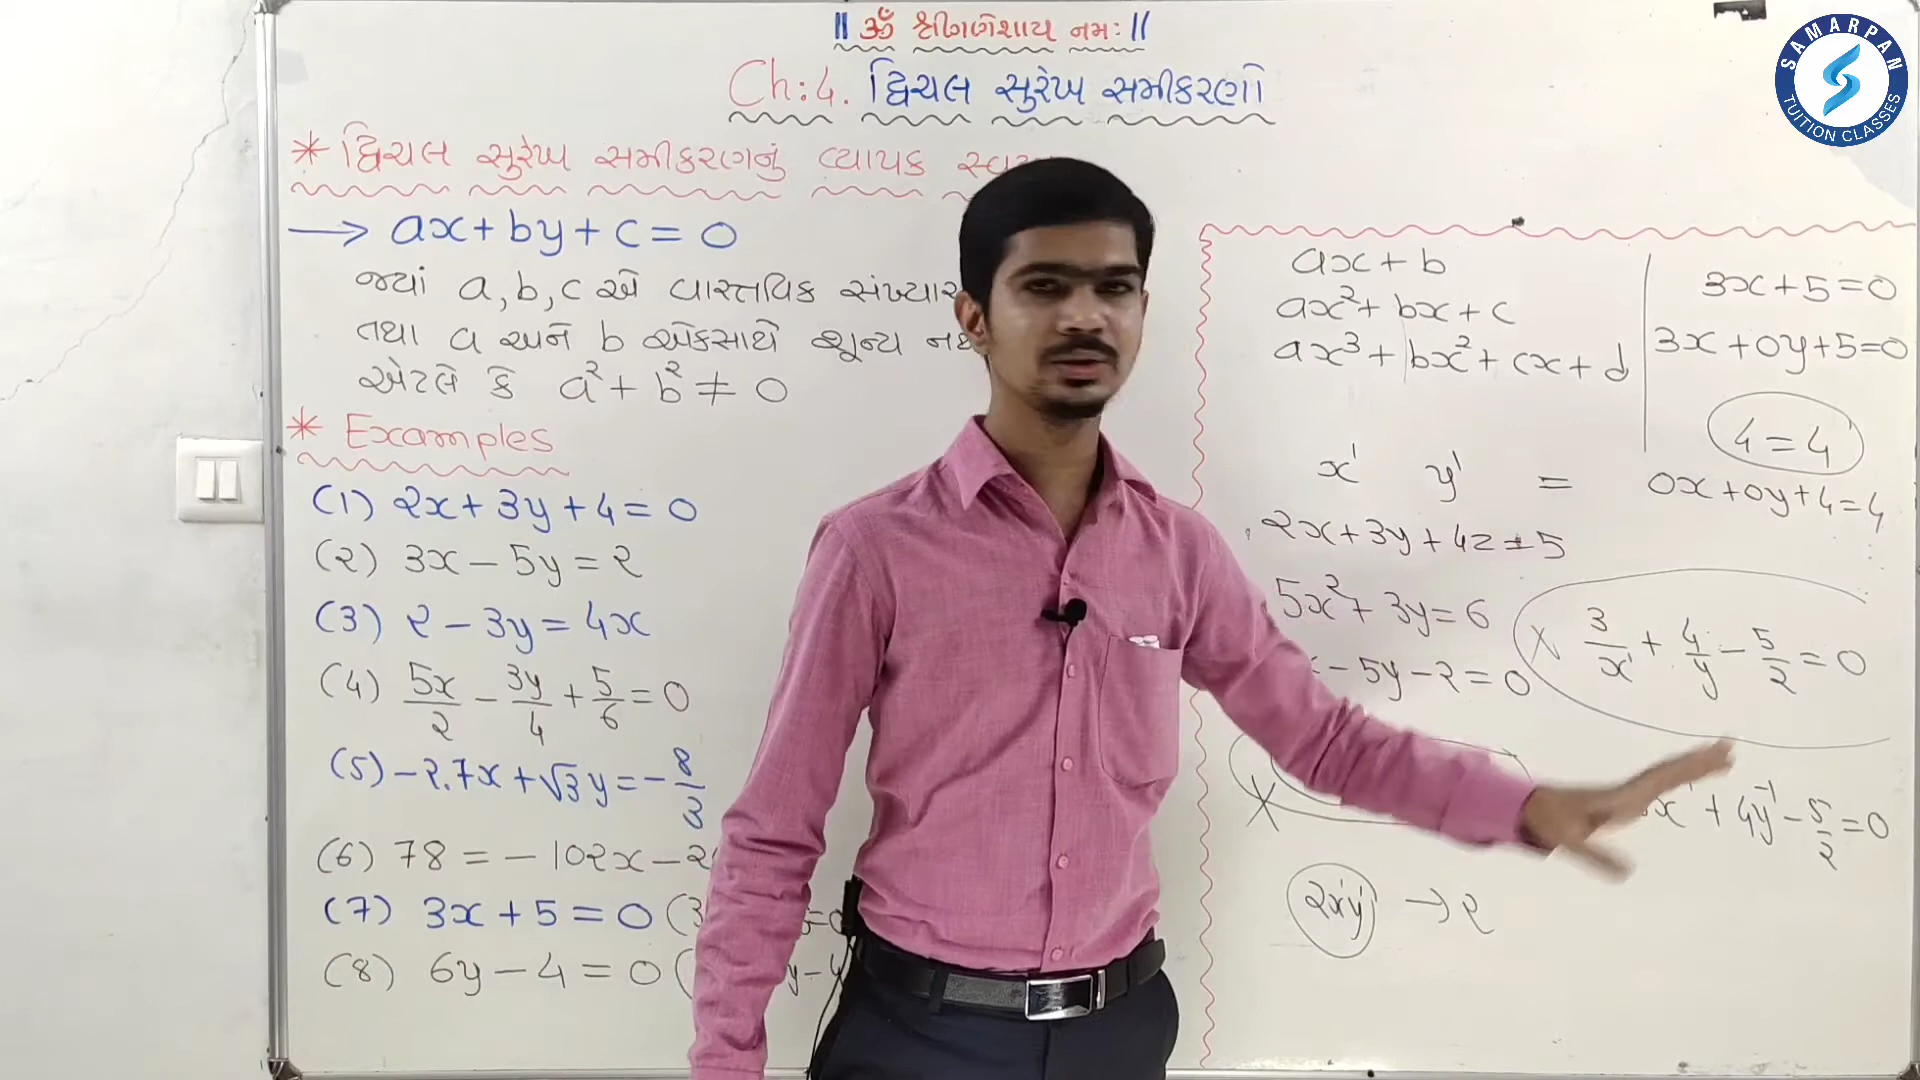 || ૐ શ્રી ગણેશાય નમઃ ||
SAMARPAN
TUITION CLASSES
Ch:4. દ્વિચલ સુરેખ સમીકરણો
* દ્વિચલ સુરેખ સમીકરણનું વ્યાપક
→ ax + by + c = 0
જ્યાં a, b, c એ વાસ્તવિક
તથા a અને b એકસાથે શૂન્ય
એટલે કે a² + b² ≠ 0
* Examples
(1) 2x + 3y + 4 = 0
(2) 3x – 5y = 2
(3) 2 – 3y = 4x
(4) 5x/2 – 3y/4 + 5/6 = 0
(5) –2.7x + √3y = –8/3
(6) 78 = –102x –
(7) 3x + 5 = 0
(8) 6y – 4 = 0
ax + b
ax² + bx + c
ax³ + bx² + cx + d
3x + 5 = 0
3x + 0y + 5 = 0
4 = 4
x¹ y¹ =
0x + 0y + 4 = 4
2x + 3y + 4z = 5
5x² + 3y = 6
– 5y – 2 = 0
X 3/x¹ + 4/y – 5/2 = 0
X
+ 4y⁻¹ – 5/2 = 0
2x¹y¹ → 2